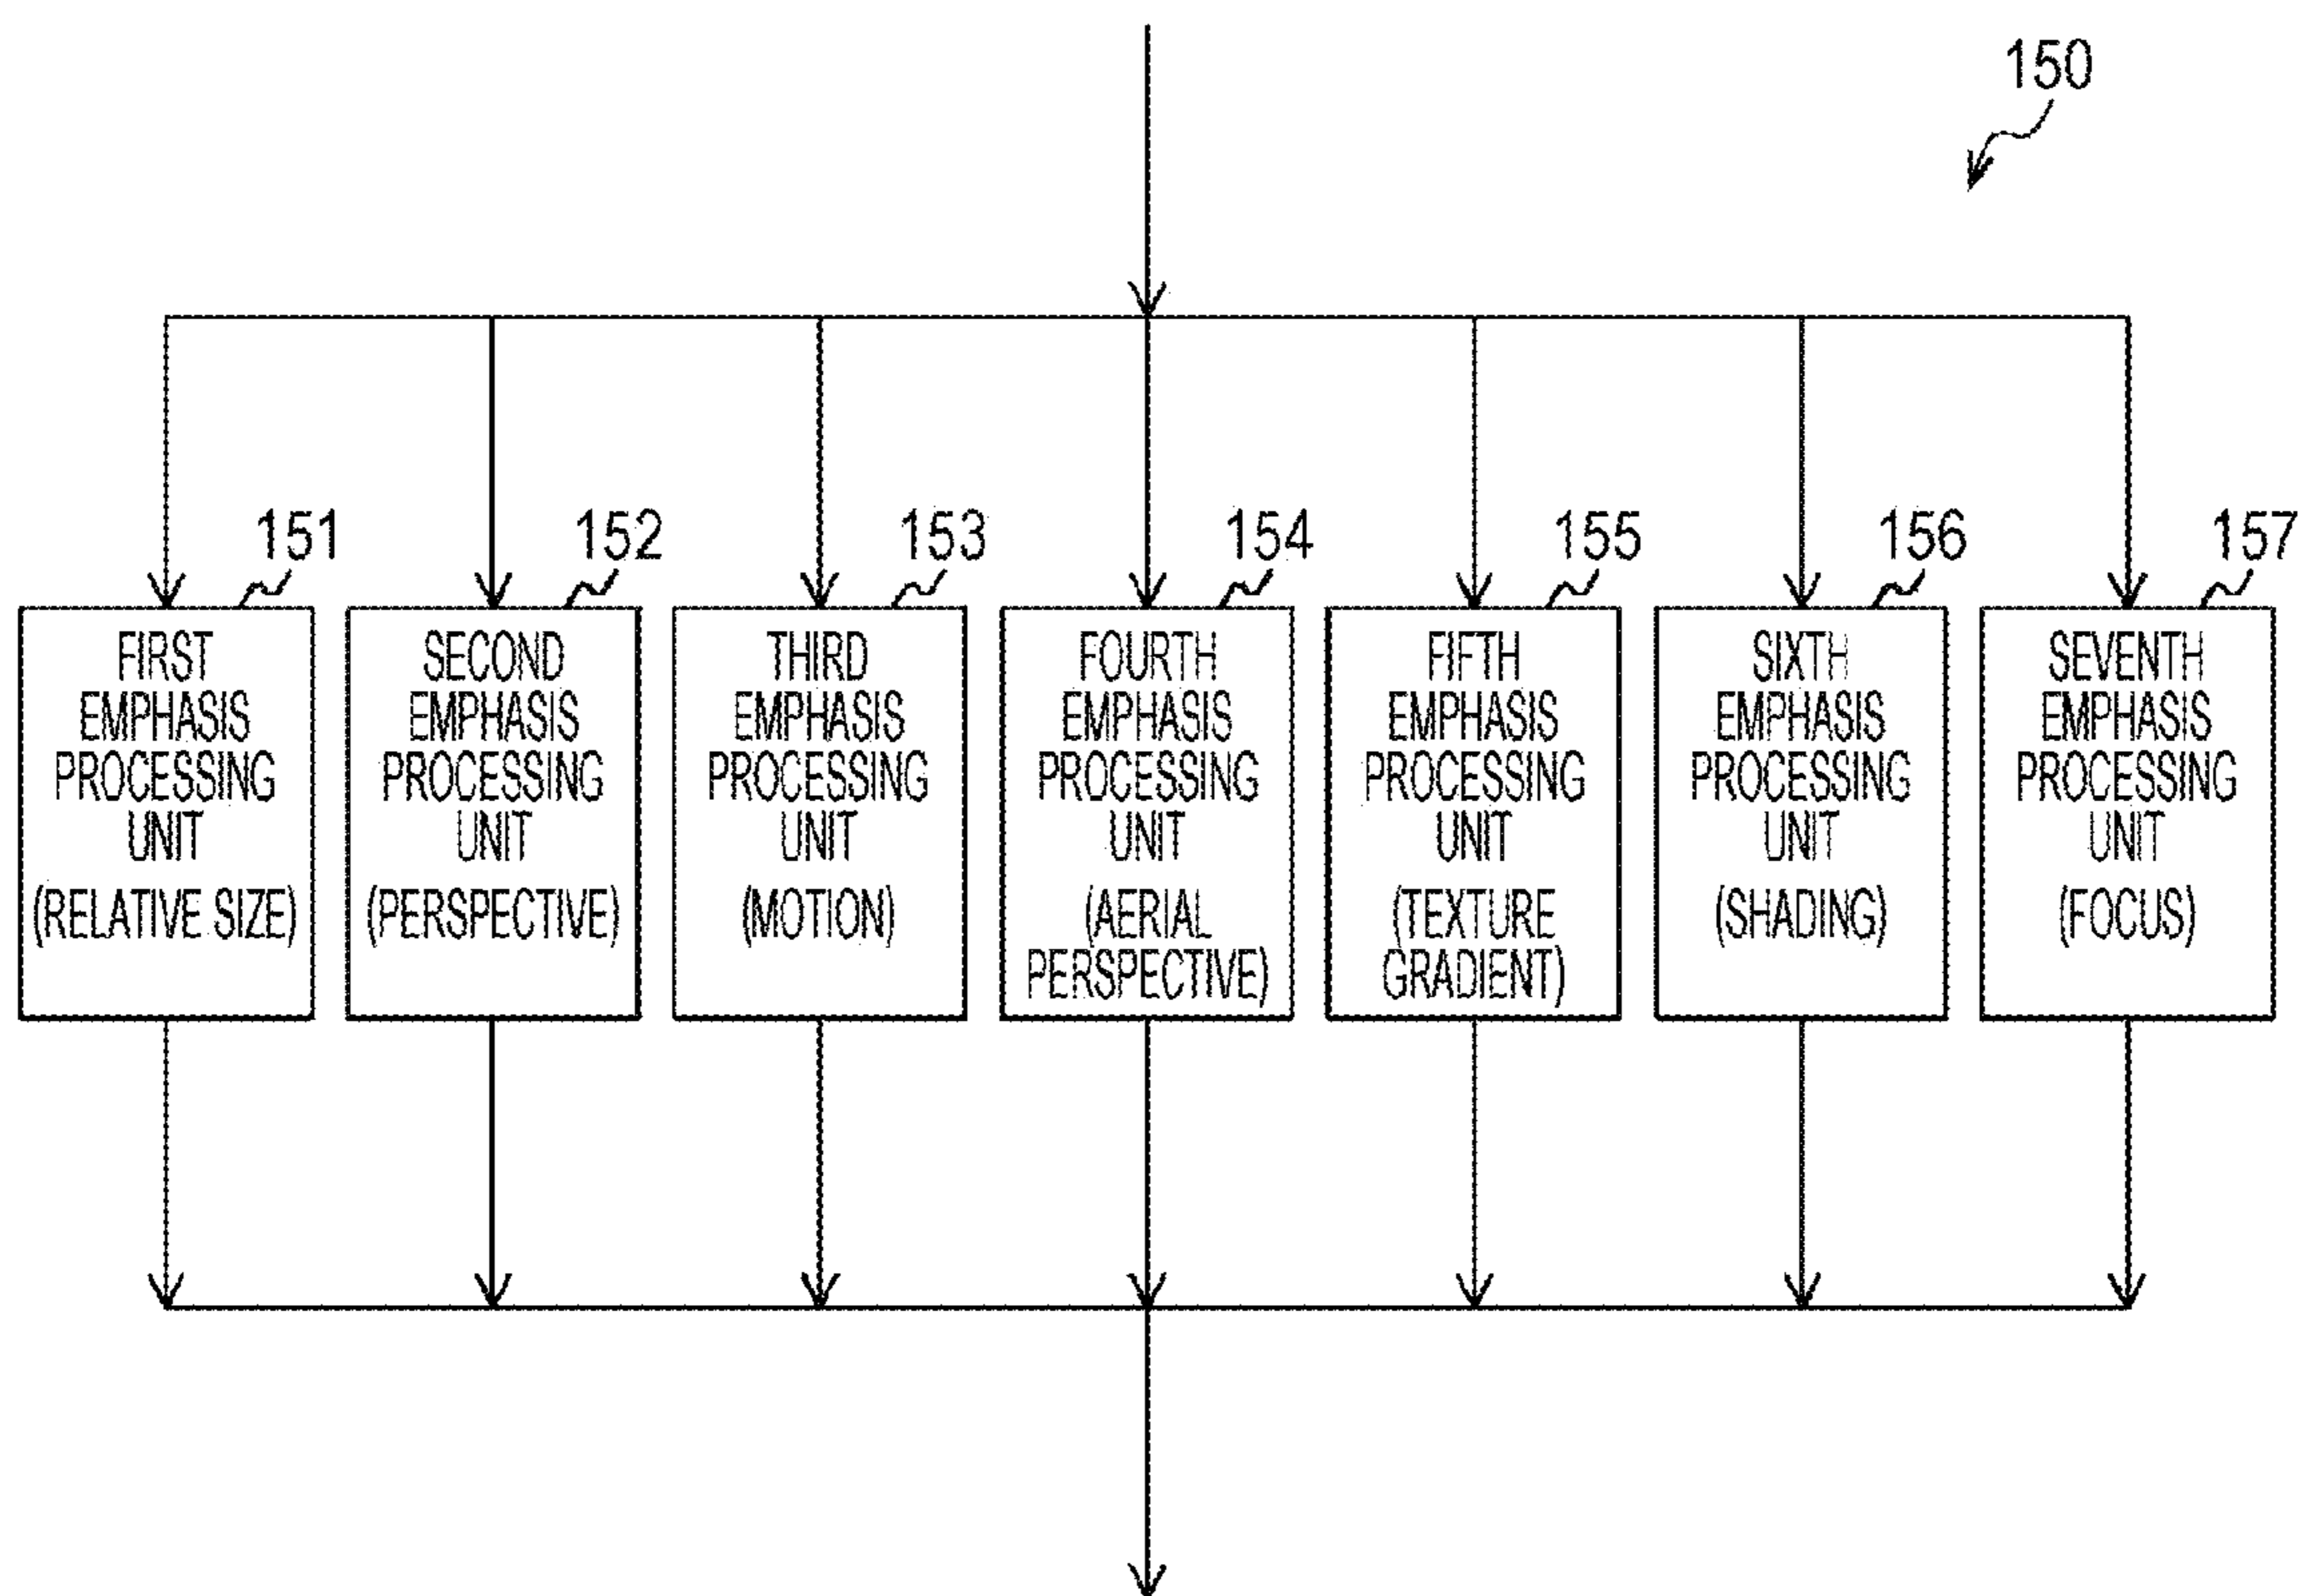 150
151
152
153
154
155
156
157
FIRST
EMPHASIS
PROCESSING
UNIT
(RELATIVE SIZE)
SECOND
EMPHASIS
PROCESSING
UNIT
(PERSPECTIVE)
THIRD
EMPHASIS
PROCESSING
UNIT
(MOTION)
FOURTH
EMPHASIS
PROCESSING
UNIT
(AERIAL
PERSPECTIVE)
FIFTH
EMPHASIS
PROCESSING
UNIT
(TEXTURE
GRADIENT)
SIXTH
EMPHASIS
PROCESSING
UNIT
(SHADING)
SEVENTH
EMPHASIS
PROCESSING
UNIT
(FOCUS)